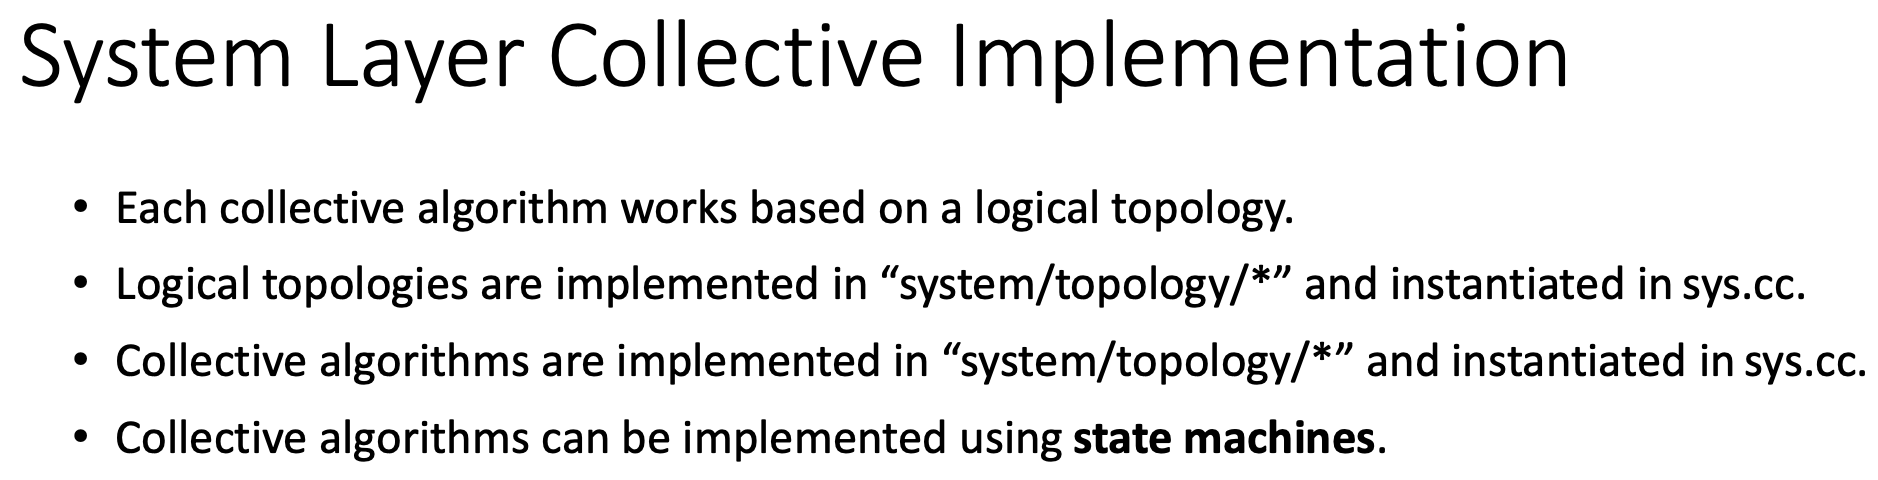 System Layer Collective Implementation
• Each collective algorithm works based on a logical topology.
• Logical topologies are implemented in “system/topology/*” and instantiated in sys.cc.
• Collective algorithms are implemented in “system/topology/*” and instantiated in sys.cc.
• Collective algorithms can be implemented using state machines.